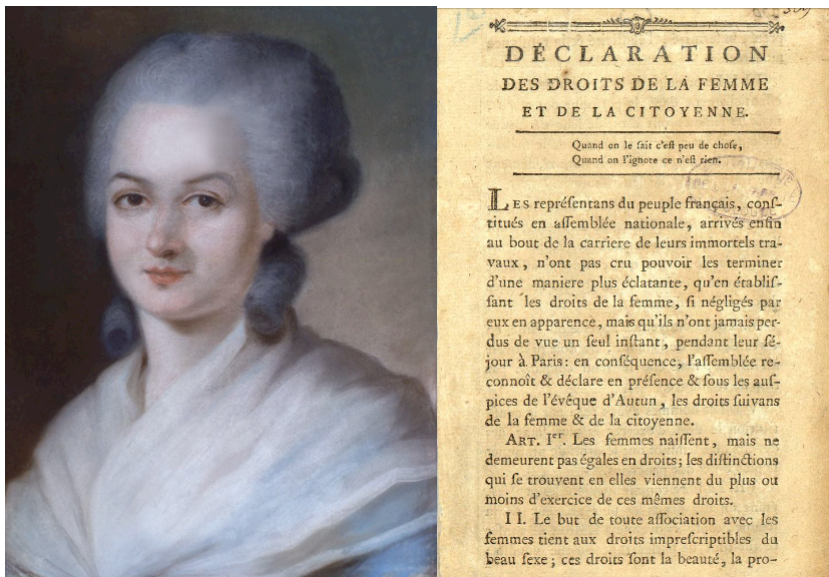 DÉCLARATION
DES DROITS DE LA FEMME
ET DE LA CITOYENNE.
Quand on le ſait c'eſt peu de choſe,
Quand on l'ignore ce n'eſt rien.
LES repréſentans du peuple français, conſ-
titués en aſſemblée nationale, arrivés enfin
au bout de la carriere de leurs immortels tra-
vaux, n'ont pas cru pouvoir les terminer
d'une maniere plus éclatante, qu'en établiſ-
ſant les droits de la femme, ſi négligés par
eux en apparence, mais qu'ils n'ont jamais per-
dus de vue un ſeul inſtant, pendant leur ſé-
jour à Paris: en conſéquence, l'aſſemblée re-
connoît & déclare en préſence & ſous les auſ-
pices de l'évêque d'Autun, les droits ſuivans
de la femme & de la citoyenne.
ART. Ier. Les femmes naiſſent, mais ne
demeurent pas égales en droits; les diſtinctions
qui ſe trouvent en elles viennent du plus ou
moins d'exercice de ces mêmes droits.
II. Le but de toute aſſociation avec les
femmes tient aux droits impreſcriptibles du
beau ſexe; ces droits ſont la beauté, la pro-